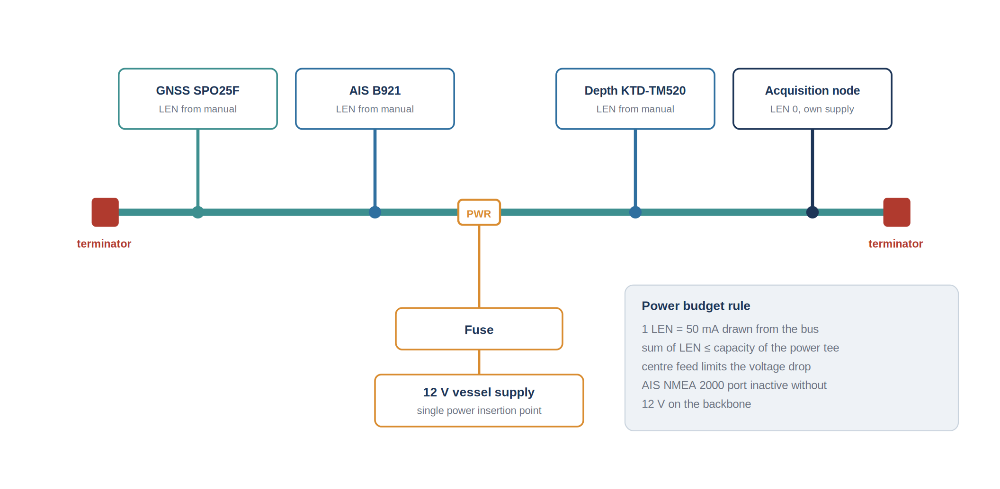 GNSS SPO25F
LEN from manual
AIS B921
LEN from manual
Depth KTD-TM520
LEN from manual
Acquisition node
LEN 0, own supply
PWR
terminator
terminator
Fuse
12 V vessel supply
single power insertion point
Power budget rule
1 LEN = 50 mA drawn from the bus
sum of LEN ≤ capacity of the power tee
centre feed limits the voltage drop
AIS NMEA 2000 port inactive without
12 V on the backbone